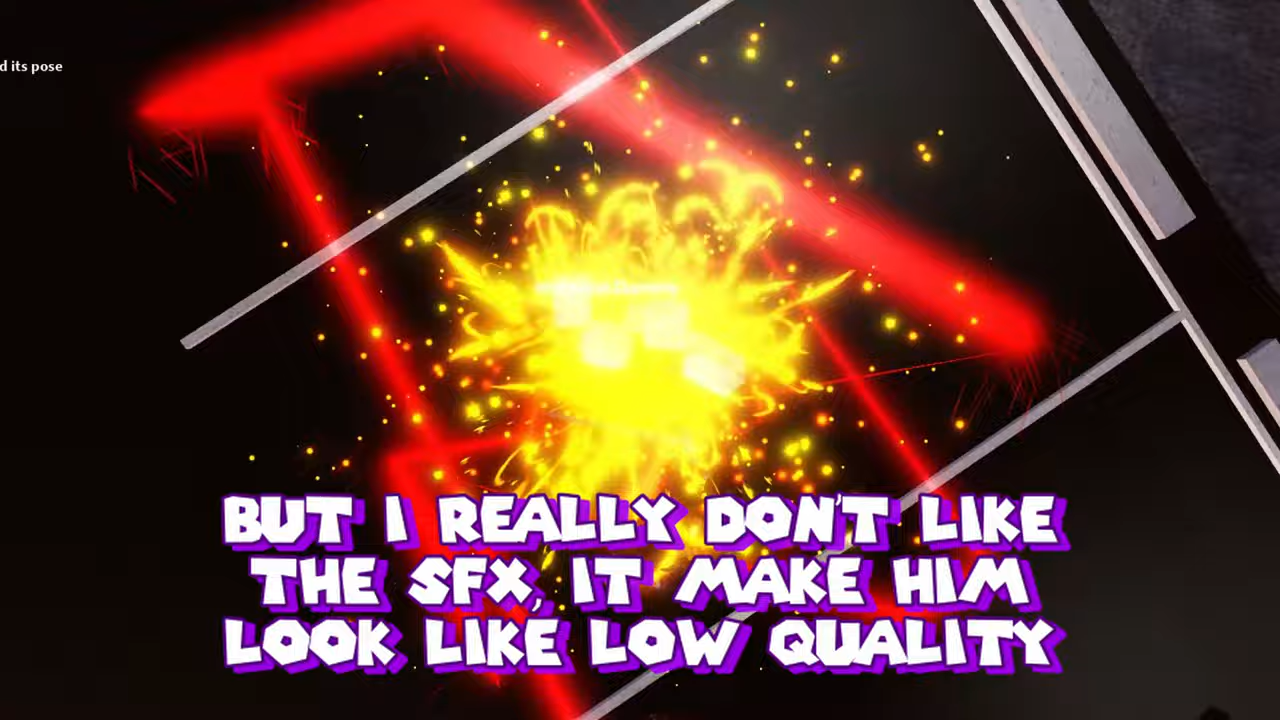 d its pose
BUT I REALLY DON'T LIKE
THE SFX, IT MAKE HIM
LOOK LIKE LOW QUALITY